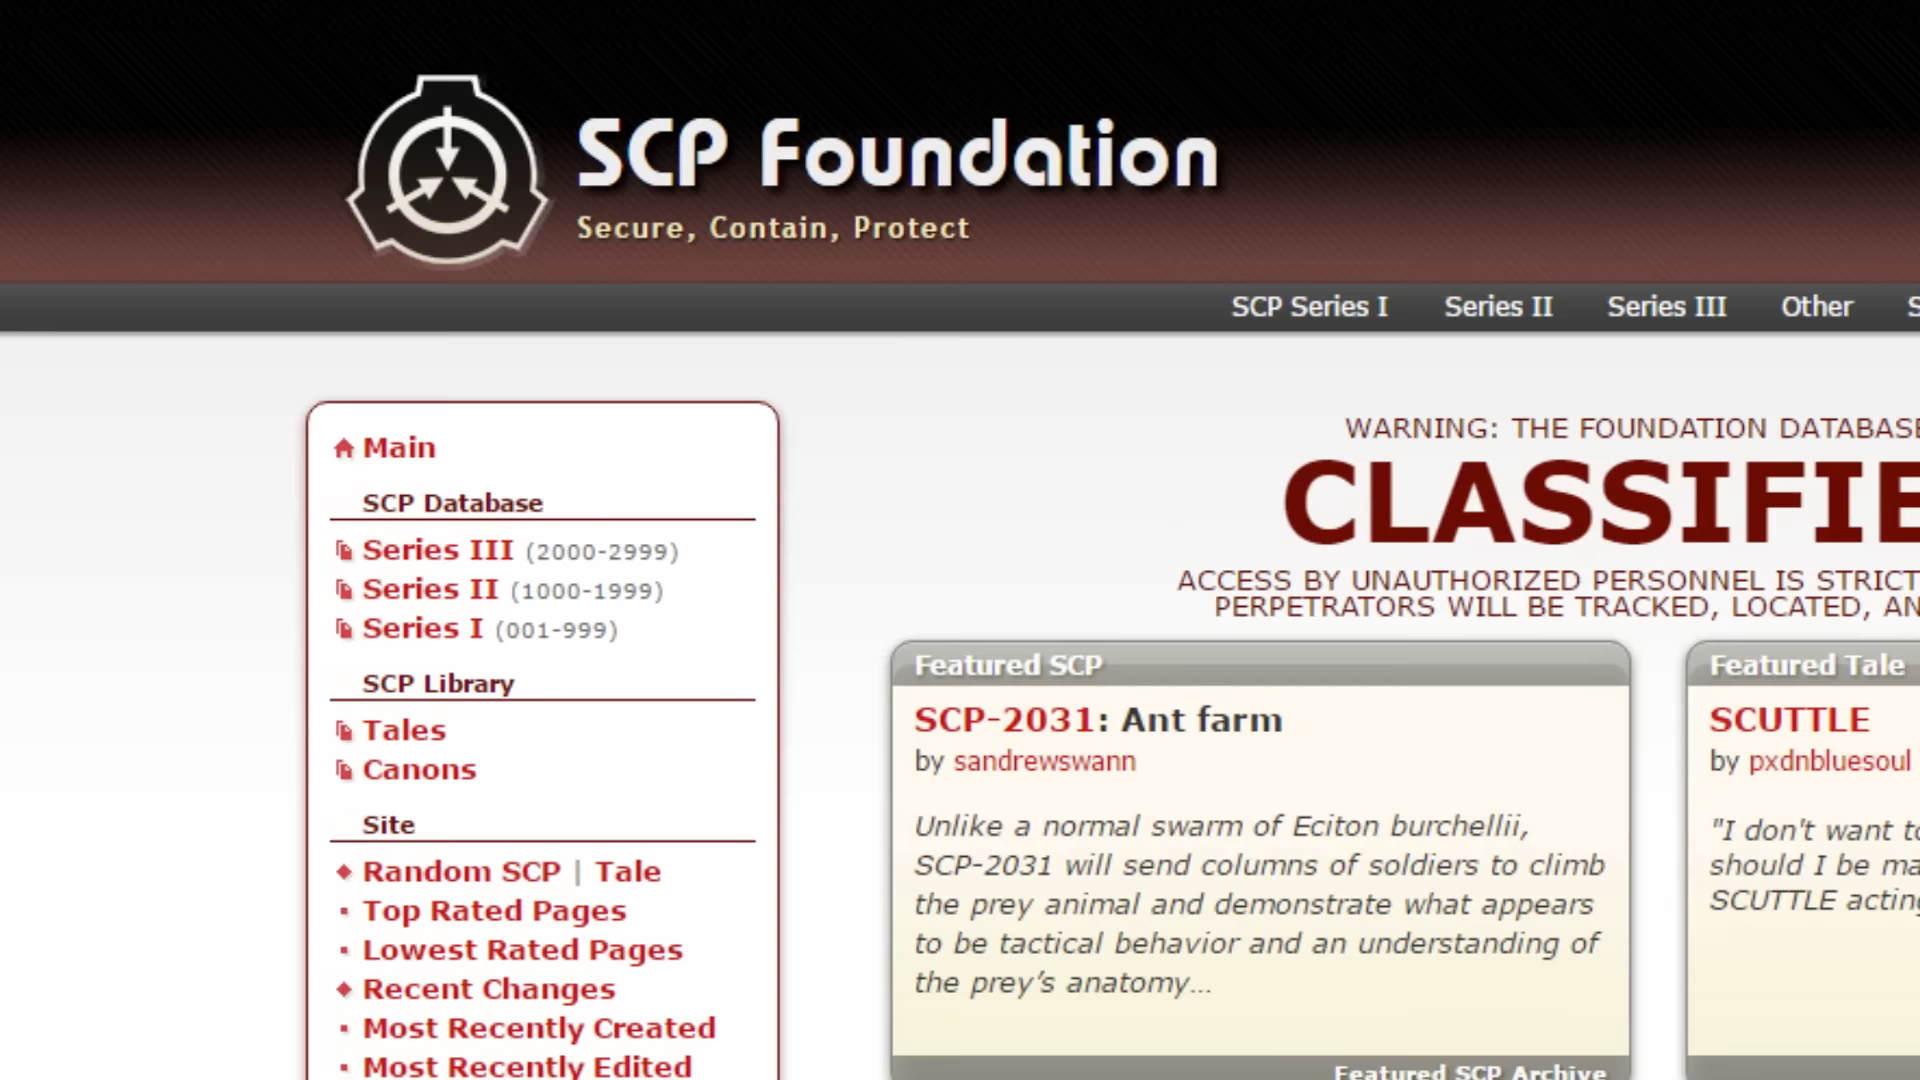 SCP Foundation
Secure, Contain, Protect
SCP Series I
Series II
Series III
Other
S
Main
SCP Database
Series III (2000-2999)
Series II (1000-1999)
Series I (001-999)
SCP Library
Tales
Canons
Site
Random SCP | Tale
Top Rated Pages
Lowest Rated Pages
Recent Changes
Most Recently Created
Most Recently Edited
WARNING: THE FOUNDATION DATABASE
CLASSIFIE
ACCESS BY UNAUTHORIZED PERSONNEL IS STRICT
PERPETRATORS WILL BE TRACKED, LOCATED, AN
Featured SCP
SCP-2031: Ant farm
by sandrewswann
Unlike a normal swarm of Eciton burchellii,
SCP-2031 will send columns of soldiers to climb
the prey animal and demonstrate what appears
to be tactical behavior and an understanding of
the prey’s anatomy...
Featured SCP Archive
Featured Tale
SCUTTLE
by pxdnbluesoul
"I don't want to
should I be ma
SCUTTLE acting